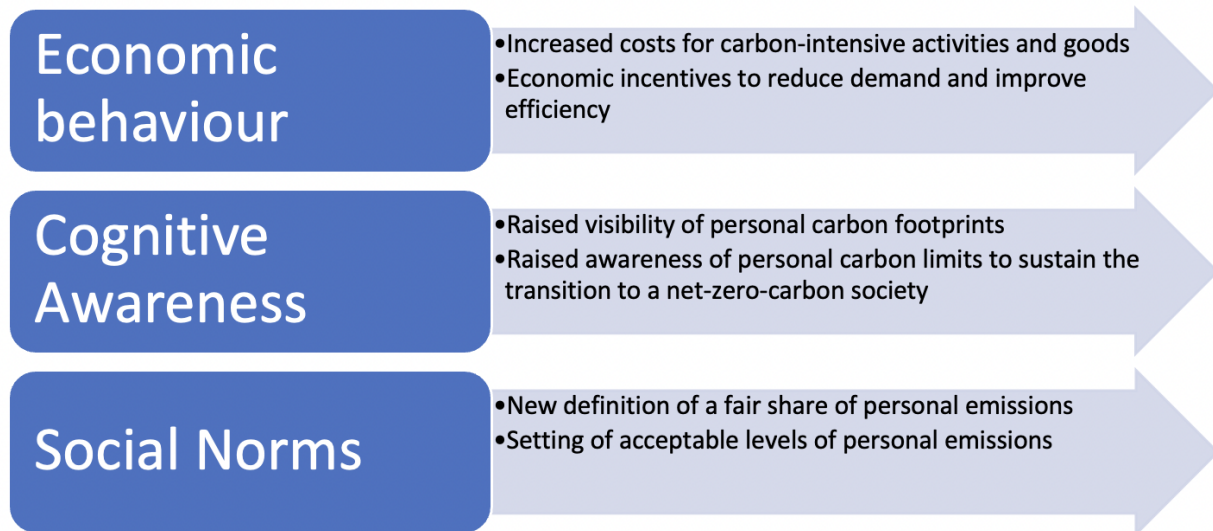 Economic
behaviour
•Increased costs for carbon-intensive activities and goods
•Economic incentives to reduce demand and improve
efficiency
Cognitive
Awareness
•Raised visibility of personal carbon footprints
•Raised awareness of personal carbon limits to sustain the
transition to a net-zero-carbon society
Social Norms
•New definition of a fair share of personal emissions
•Setting of acceptable levels of personal emissions